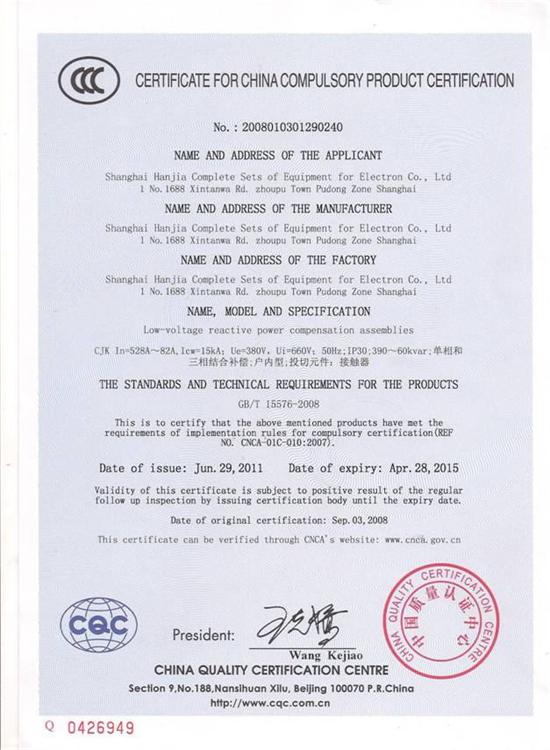 CCC
CERTIFICATE FOR CHINA COMPULSORY PRODUCT CERTIFICATION
No. : 2008010301290240
NAME AND ADDRESS OF THE APPLICANT
Shanghai Hanjia Complete Sets of Equipment for Electron Co., Ltd
1 No.1688 Xintanwa Rd. zhoupu Town Pudong Zone Shanghai
NAME AND ADDRESS OF THE MANUFACTURER
Shanghai Hanjia Complete Sets of Equipment for Electron Co., Ltd
1 No.1688 Xintanwa Rd. zhoupu Town Pudong Zone Shanghai
NAME AND ADDRESS OF THE FACTORY
Shanghai Hanjia Complete Sets of Equipment for Electron Co., Ltd
1 No.1688 Xintanwa Rd. zhoupu Town Pudong Zone Shanghai
NAME, MODEL AND SPECIFICATION
Low-voltage reactive power compensation assemblies
CJK In=528A~82A,Icw=15kA; Ue=380V, Ui=660V; 50Hz;IP30;390~60kvar;单相和
三相结合补偿;户内型;投切元件: 接触器
THE STANDARDS AND TECHNICAL REQUIREMENTS FOR THE PRODUCTS
GB/T 15576-2008
This is to certify that the above mentioned products have met the
requirements of implementation rules for compulsory certification(REF
NO. CNCA-01C-010:2007).
Date of issue: Jun. 29, 2011 Date of expiry: Apr. 28, 2015
Validity of this certificate is subject to positive result of the regular
follow up inspection by issuing certification body until the expiry date.
Date of original certification: Sep. 03, 2008
This certificate can be verified through CNCA's website: www.cnca.gov.cn
CHINA QUALITY CERTIFICATION CENTRE
中国质量认证中心
CQC
President:
Wang Kejiao
CHINA QUALITY CERTIFICATION CENTRE
Section 9,No.188,Nansihuan Xilu, Beijing 100070 P.R.China
http://www.cqc.com.cn
Q 0426949